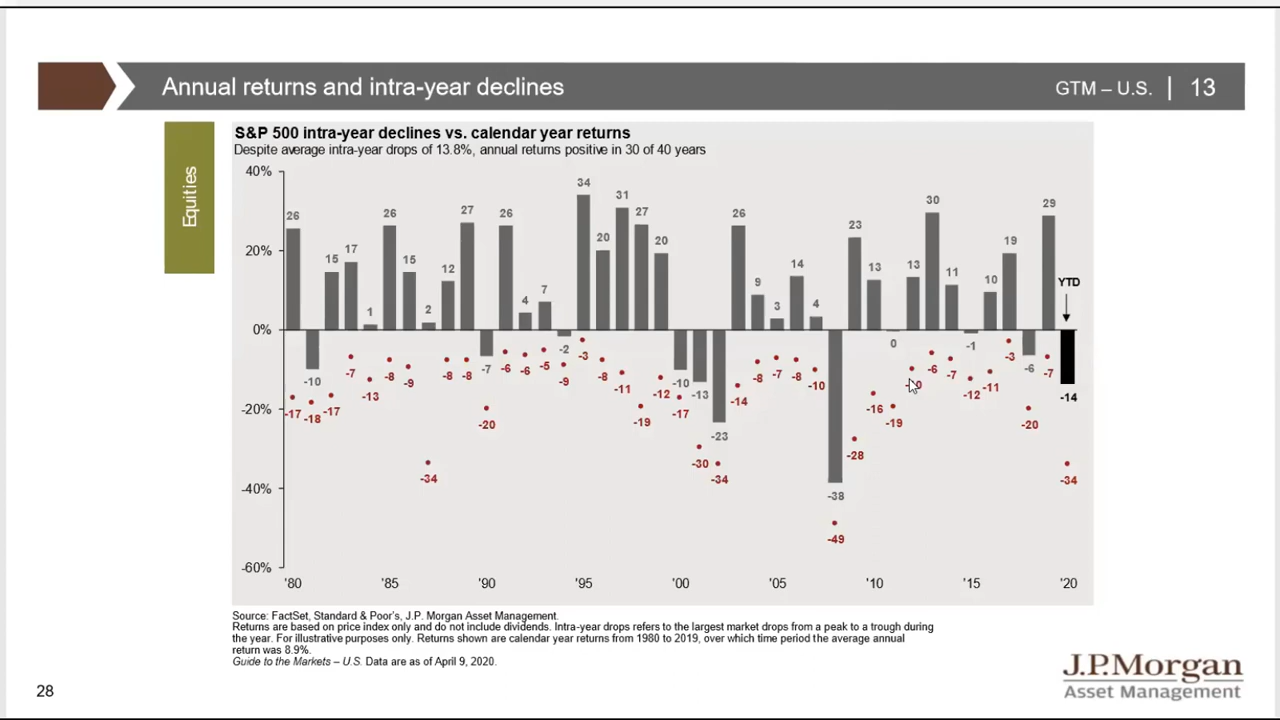 Annual returns and intra-year declines
GTM – U.S. | 13
Equities
S&P 500 intra-year declines vs. calendar year returns
Despite average intra-year drops of 13.8%, annual returns positive in 30 of 40 years
40%
20%
0%
-20%
-40%
-60%
26 -10 15 17 1 26 15 2 12 27 -7 26 4 7 -2 34 20 31 27 20 -10 -13 -23 26 9 3 14 4 -38 23 13 0 13 30 11 -1 10 19 -6 29 -14
YTD
-17 -18 -17 -7 -13 -8 -9 -34 -8 -8 -20 -6 -6 -5 -9 -3 -8 -11 -19 -12 -17 -30 -34 -14 -8 -7 -8 -10 -49 -28 -16 -19 -6 -7 -12 -11 -3 -20 -7 -34
'80 '85 '90 '95 '00 '05 '10 '15 '20
Source: FactSet, Standard & Poor's, J.P. Morgan Asset Management.
Returns are based on price index only and do not include dividends. Intra-year drops refers to the largest market drops from a peak to a trough during
the year. For illustrative purposes only. Returns shown are calendar year returns from 1980 to 2019, over which time period the average annual
return was 8.9%.
Guide to the Markets – U.S. Data are as of April 9, 2020.
J.P.Morgan
Asset Management
28